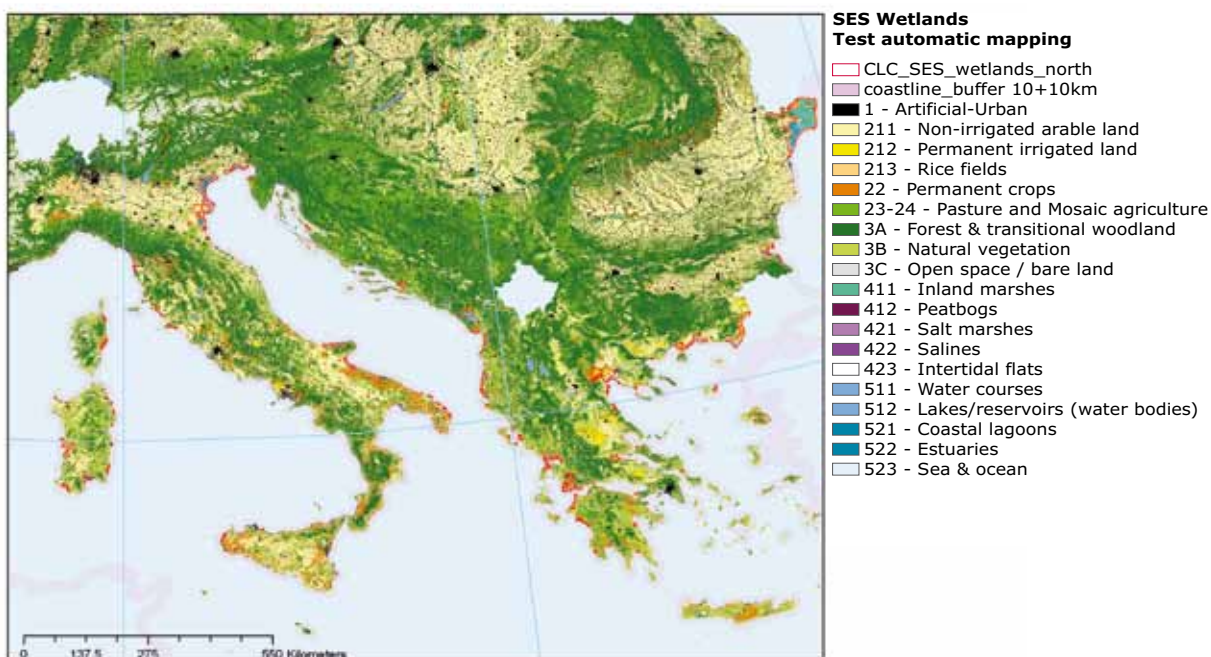 SES Wetlands
Test automatic mapping
CLC_SES_wetlands_north
coastline_buffer 10+10km
1 - Artificial-Urban
211 - Non-irrigated arable land
212 - Permanent irrigated land
213 - Rice fields
22 - Permanent crops
23-24 - Pasture and Mosaic agriculture
3A - Forest & transitional woodland
3B - Natural vegetation
3C - Open space / bare land
411 - Inland marshes
412 - Peatbogs
421 - Salt marshes
422 - Salines
423 - Intertidal flats
511 - Water courses
512 - Lakes/reservoirs (water bodies)
521 - Coastal lagoons
522 - Estuaries
523 - Sea & ocean
0 137.5 275 550 Kilometers